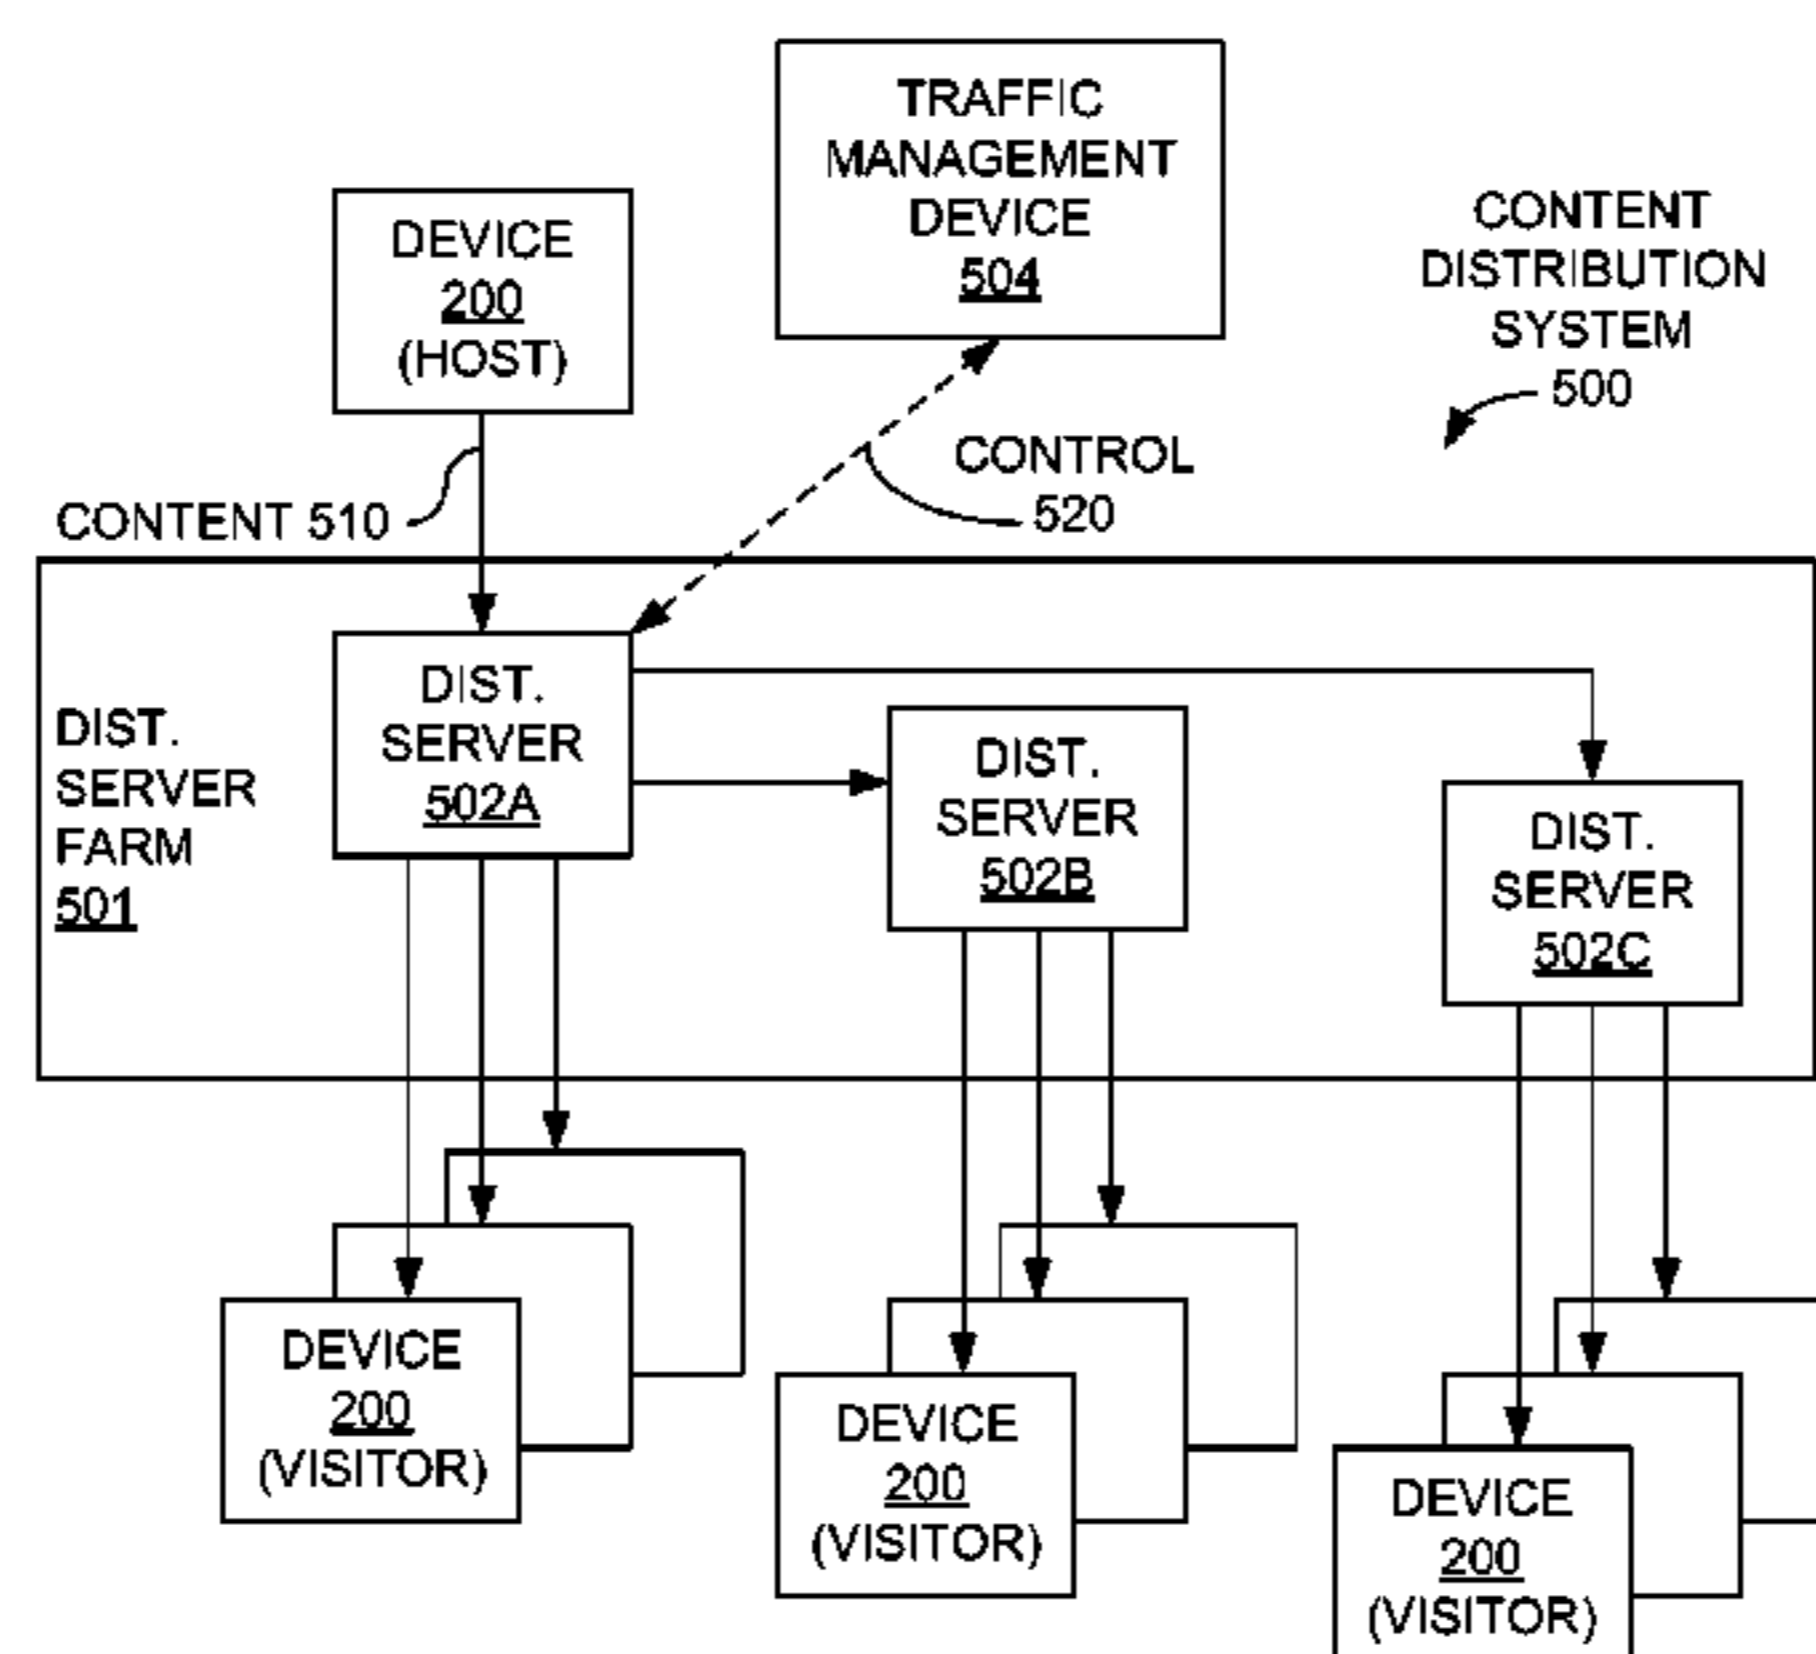 TRAFFIC
MANAGEMENT
DEVICE
504
DEVICE
200
(HOST)
CONTENT
DISTRIBUTION
SYSTEM
500
CONTROL
520
CONTENT 510
DIST.
SERVER
FARM
501
DIST.
SERVER
502A
DIST.
SERVER
502B
DIST.
SERVER
502C
DEVICE
200
(VISITOR)
DEVICE
200
(VISITOR)
DEVICE
200
(VISITOR)